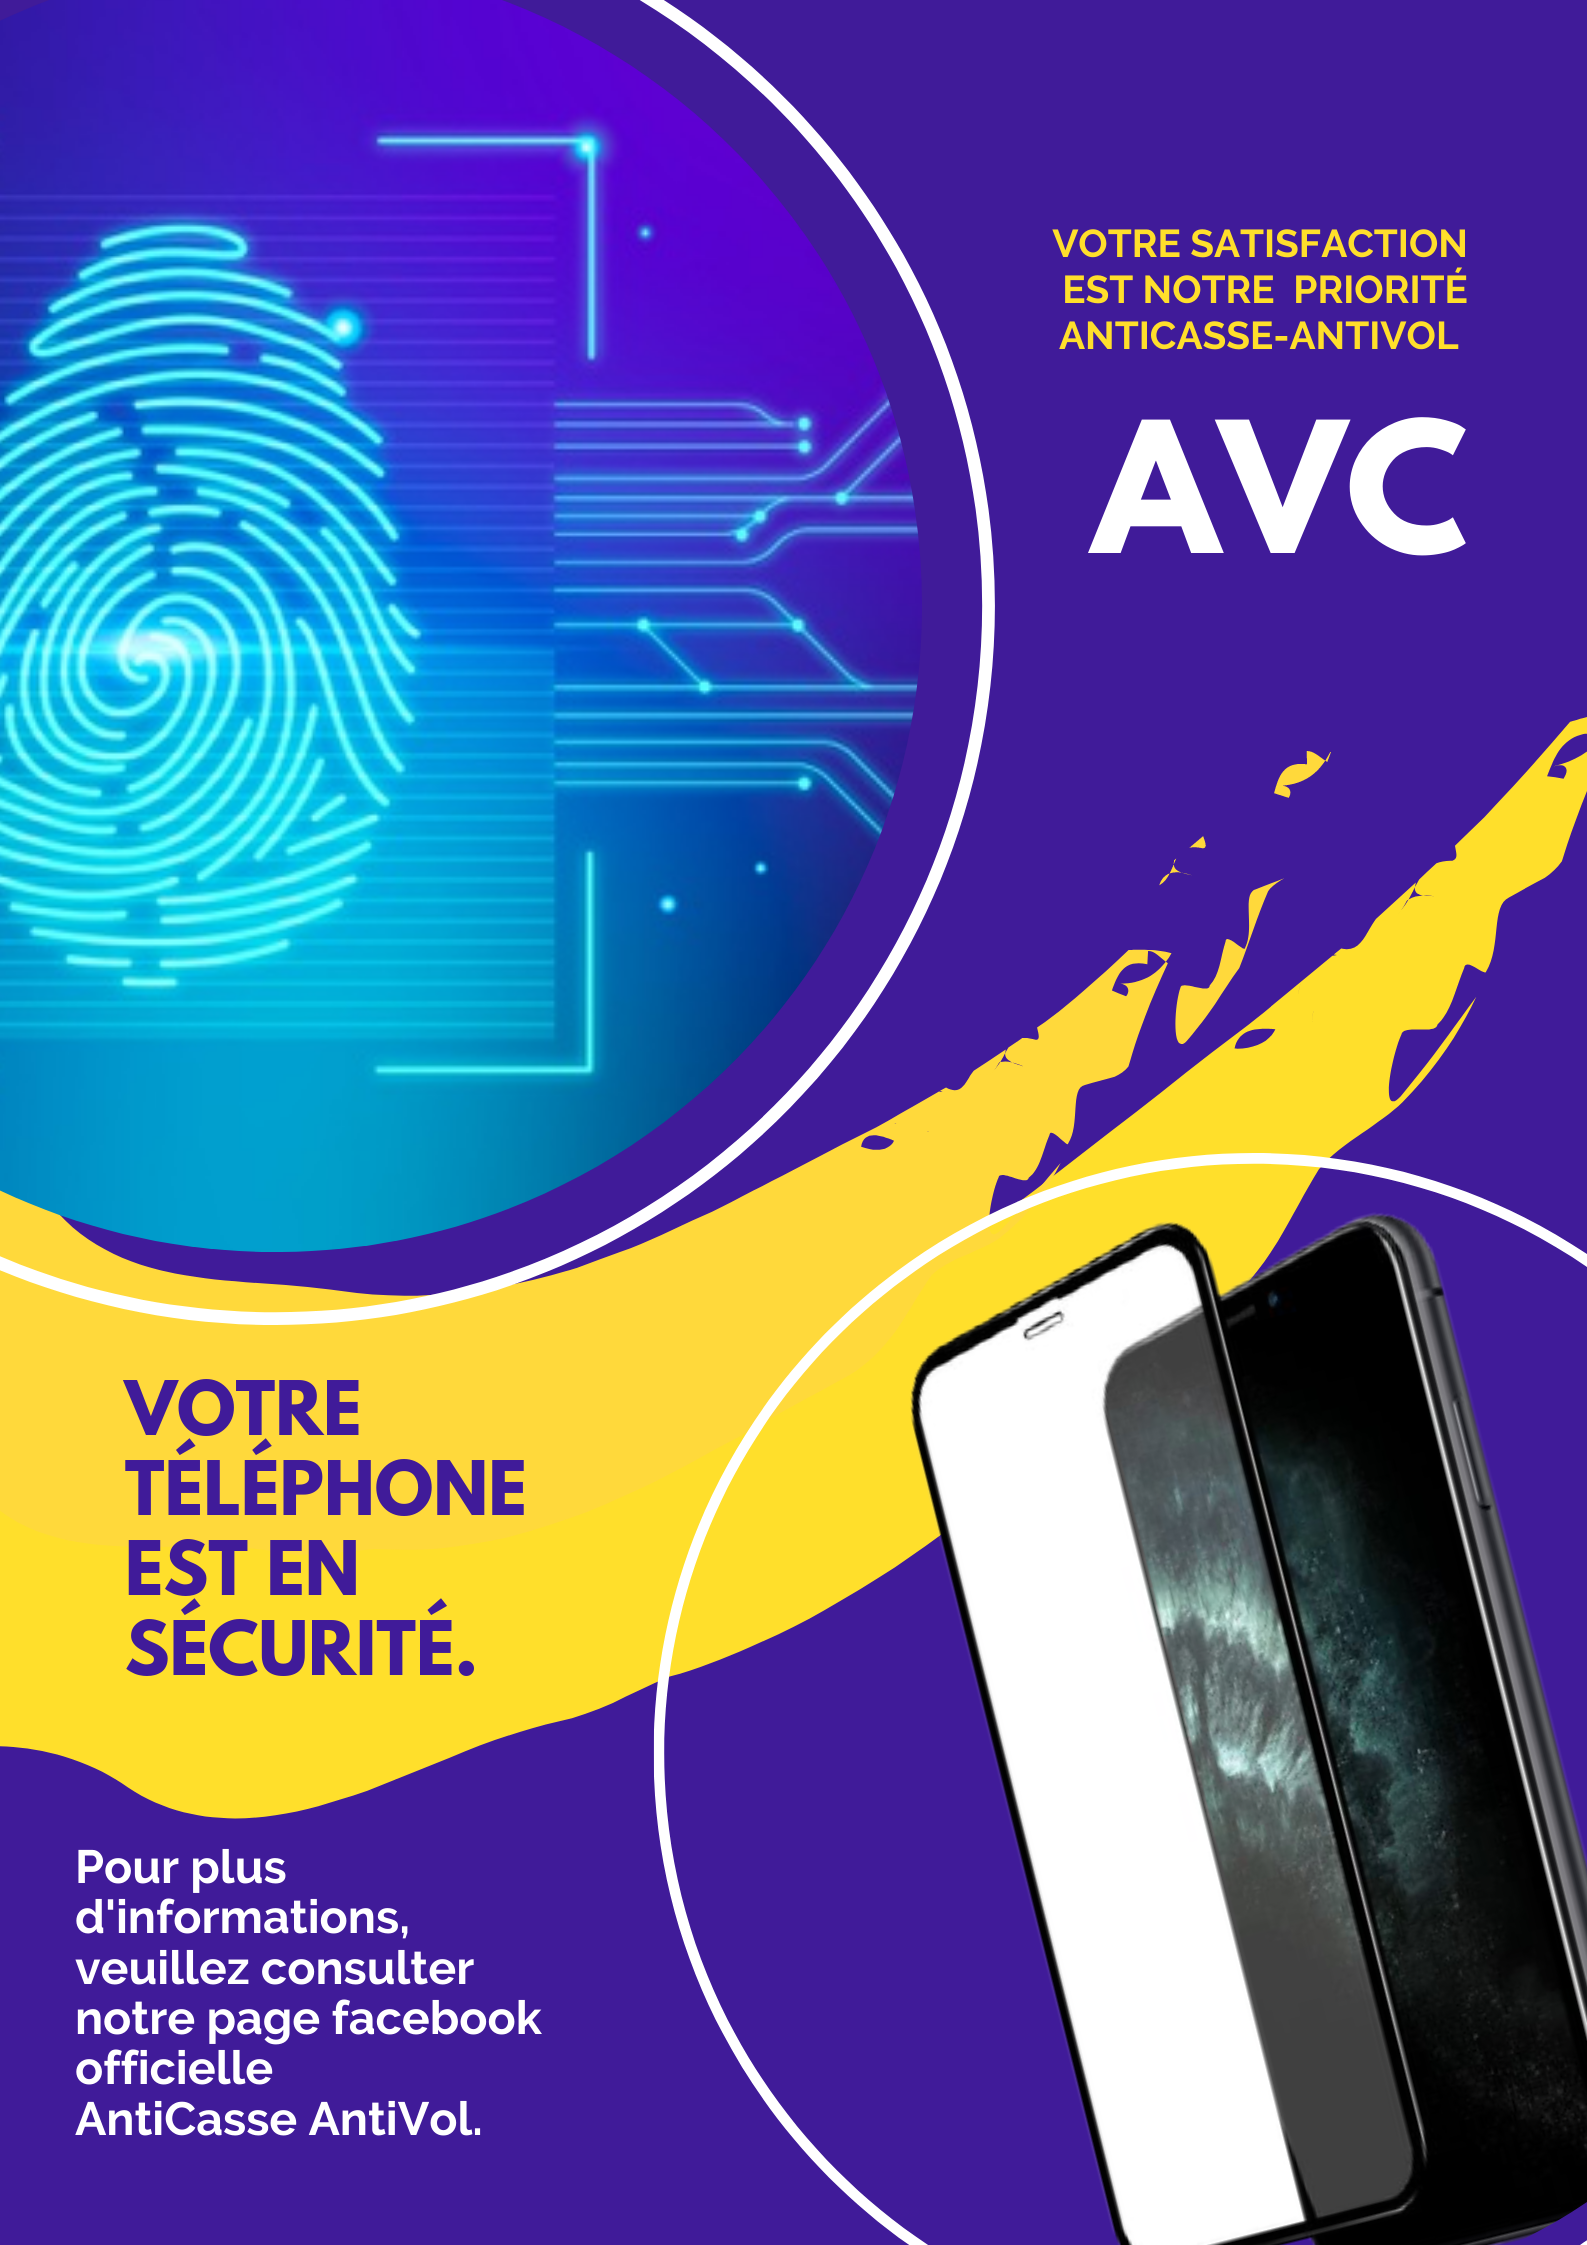 VOTRE SATISFACTION
EST NOTRE PRIORITÉ
ANTICASSE-ANTIVOL
AVC
VOTRE
TÉLÉPHONE
EST EN
SÉCURITÉ.
Pour plus
d'informations,
veuillez consulter
notre page facebook
officielle
AntiCasse AntiVol.